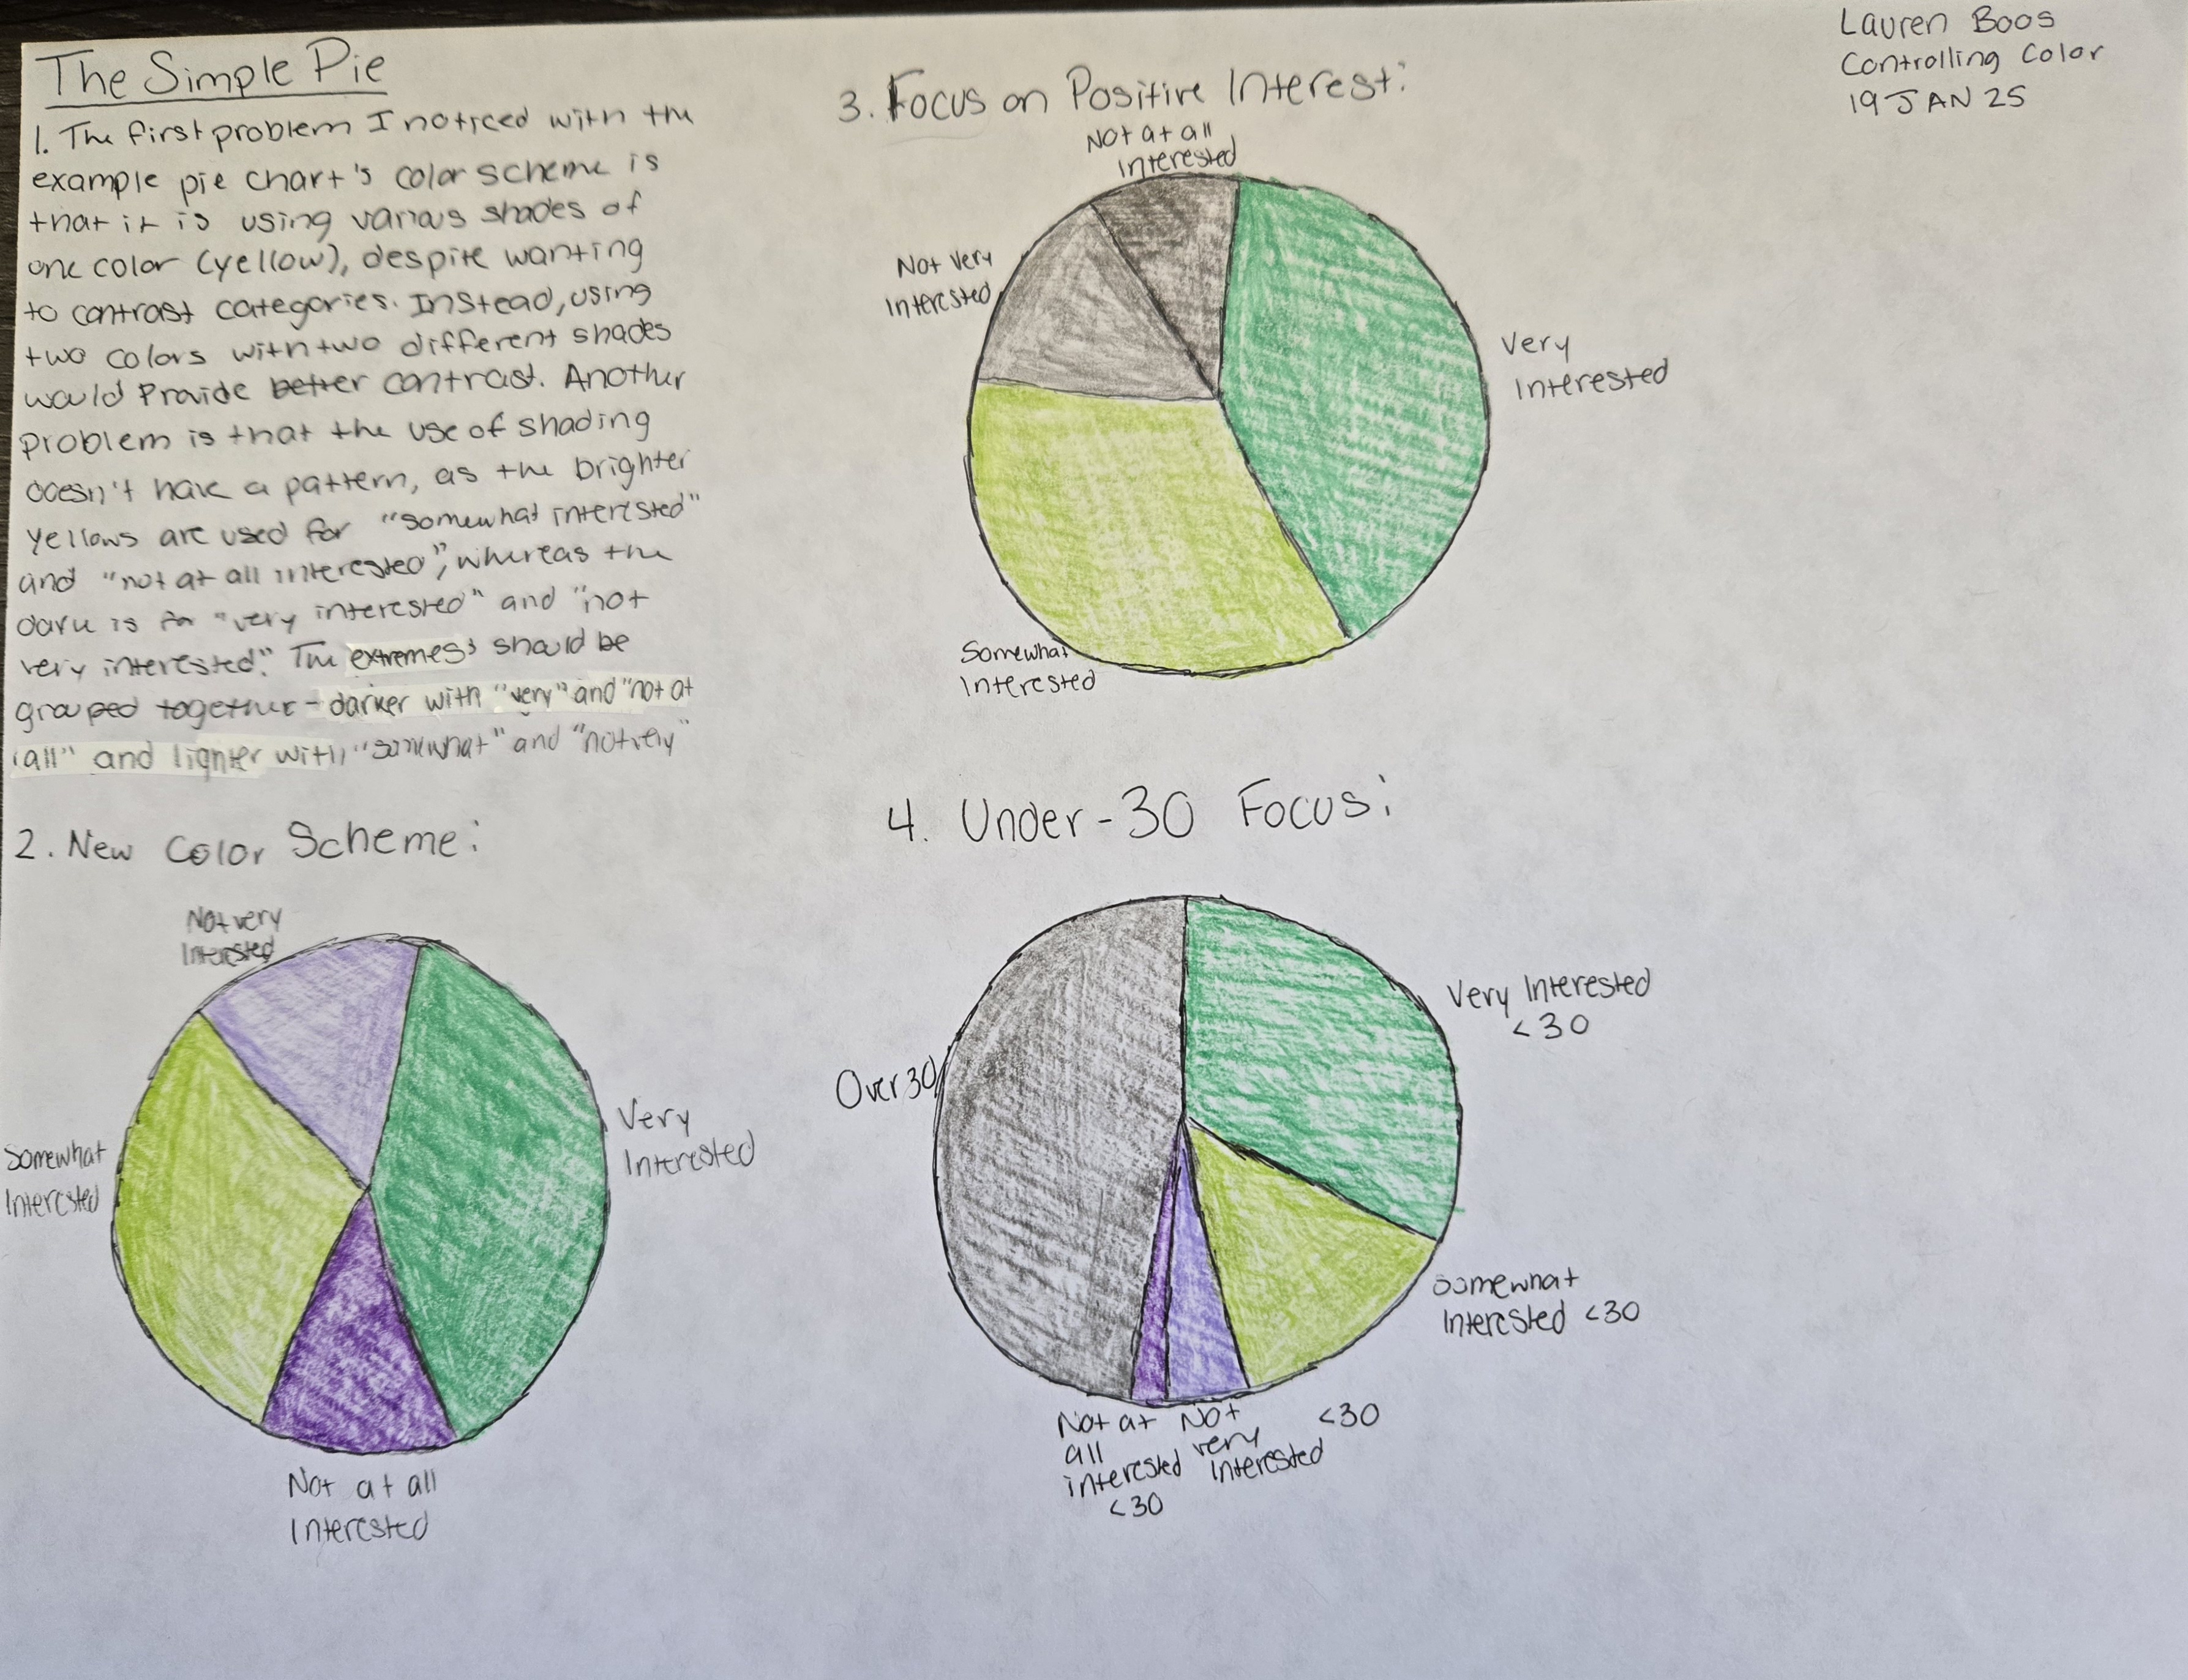 The Simple Pie
1. The first problem I noticed with the
example pie chart's color scheme is
that it is using various shades of
one color (yellow), despite wanting
to contrast categories. Instead, using
two colors with two different shades
would provide better contrast. Another
problem is that the use of shading
doesn't have a pattern, as the brighter
yellows are used for "somewhat interested"
and "not at all interested", whereas the
dark is for "very interested" and "not
very interested." The extremes should be
grouped together - darker with "very" and "not at
all" and lighter with "somewhat" and "not very"
2. New Color Scheme:
Not very
Interested
Somewhat
Interested
Very
Interested
Not at all
Interested
3. Focus on Positive Interest:
Not at all
Interested
Not very
Interested
Very
Interested
Somewhat
Interested
4. Under-30 Focus:
Over 30
Very Interested
<30
Somewhat
Interested <30
Not at
all
interested
<30
Not
very
Interested
<30
Lauren Boos
Controlling Color
19 JAN 25